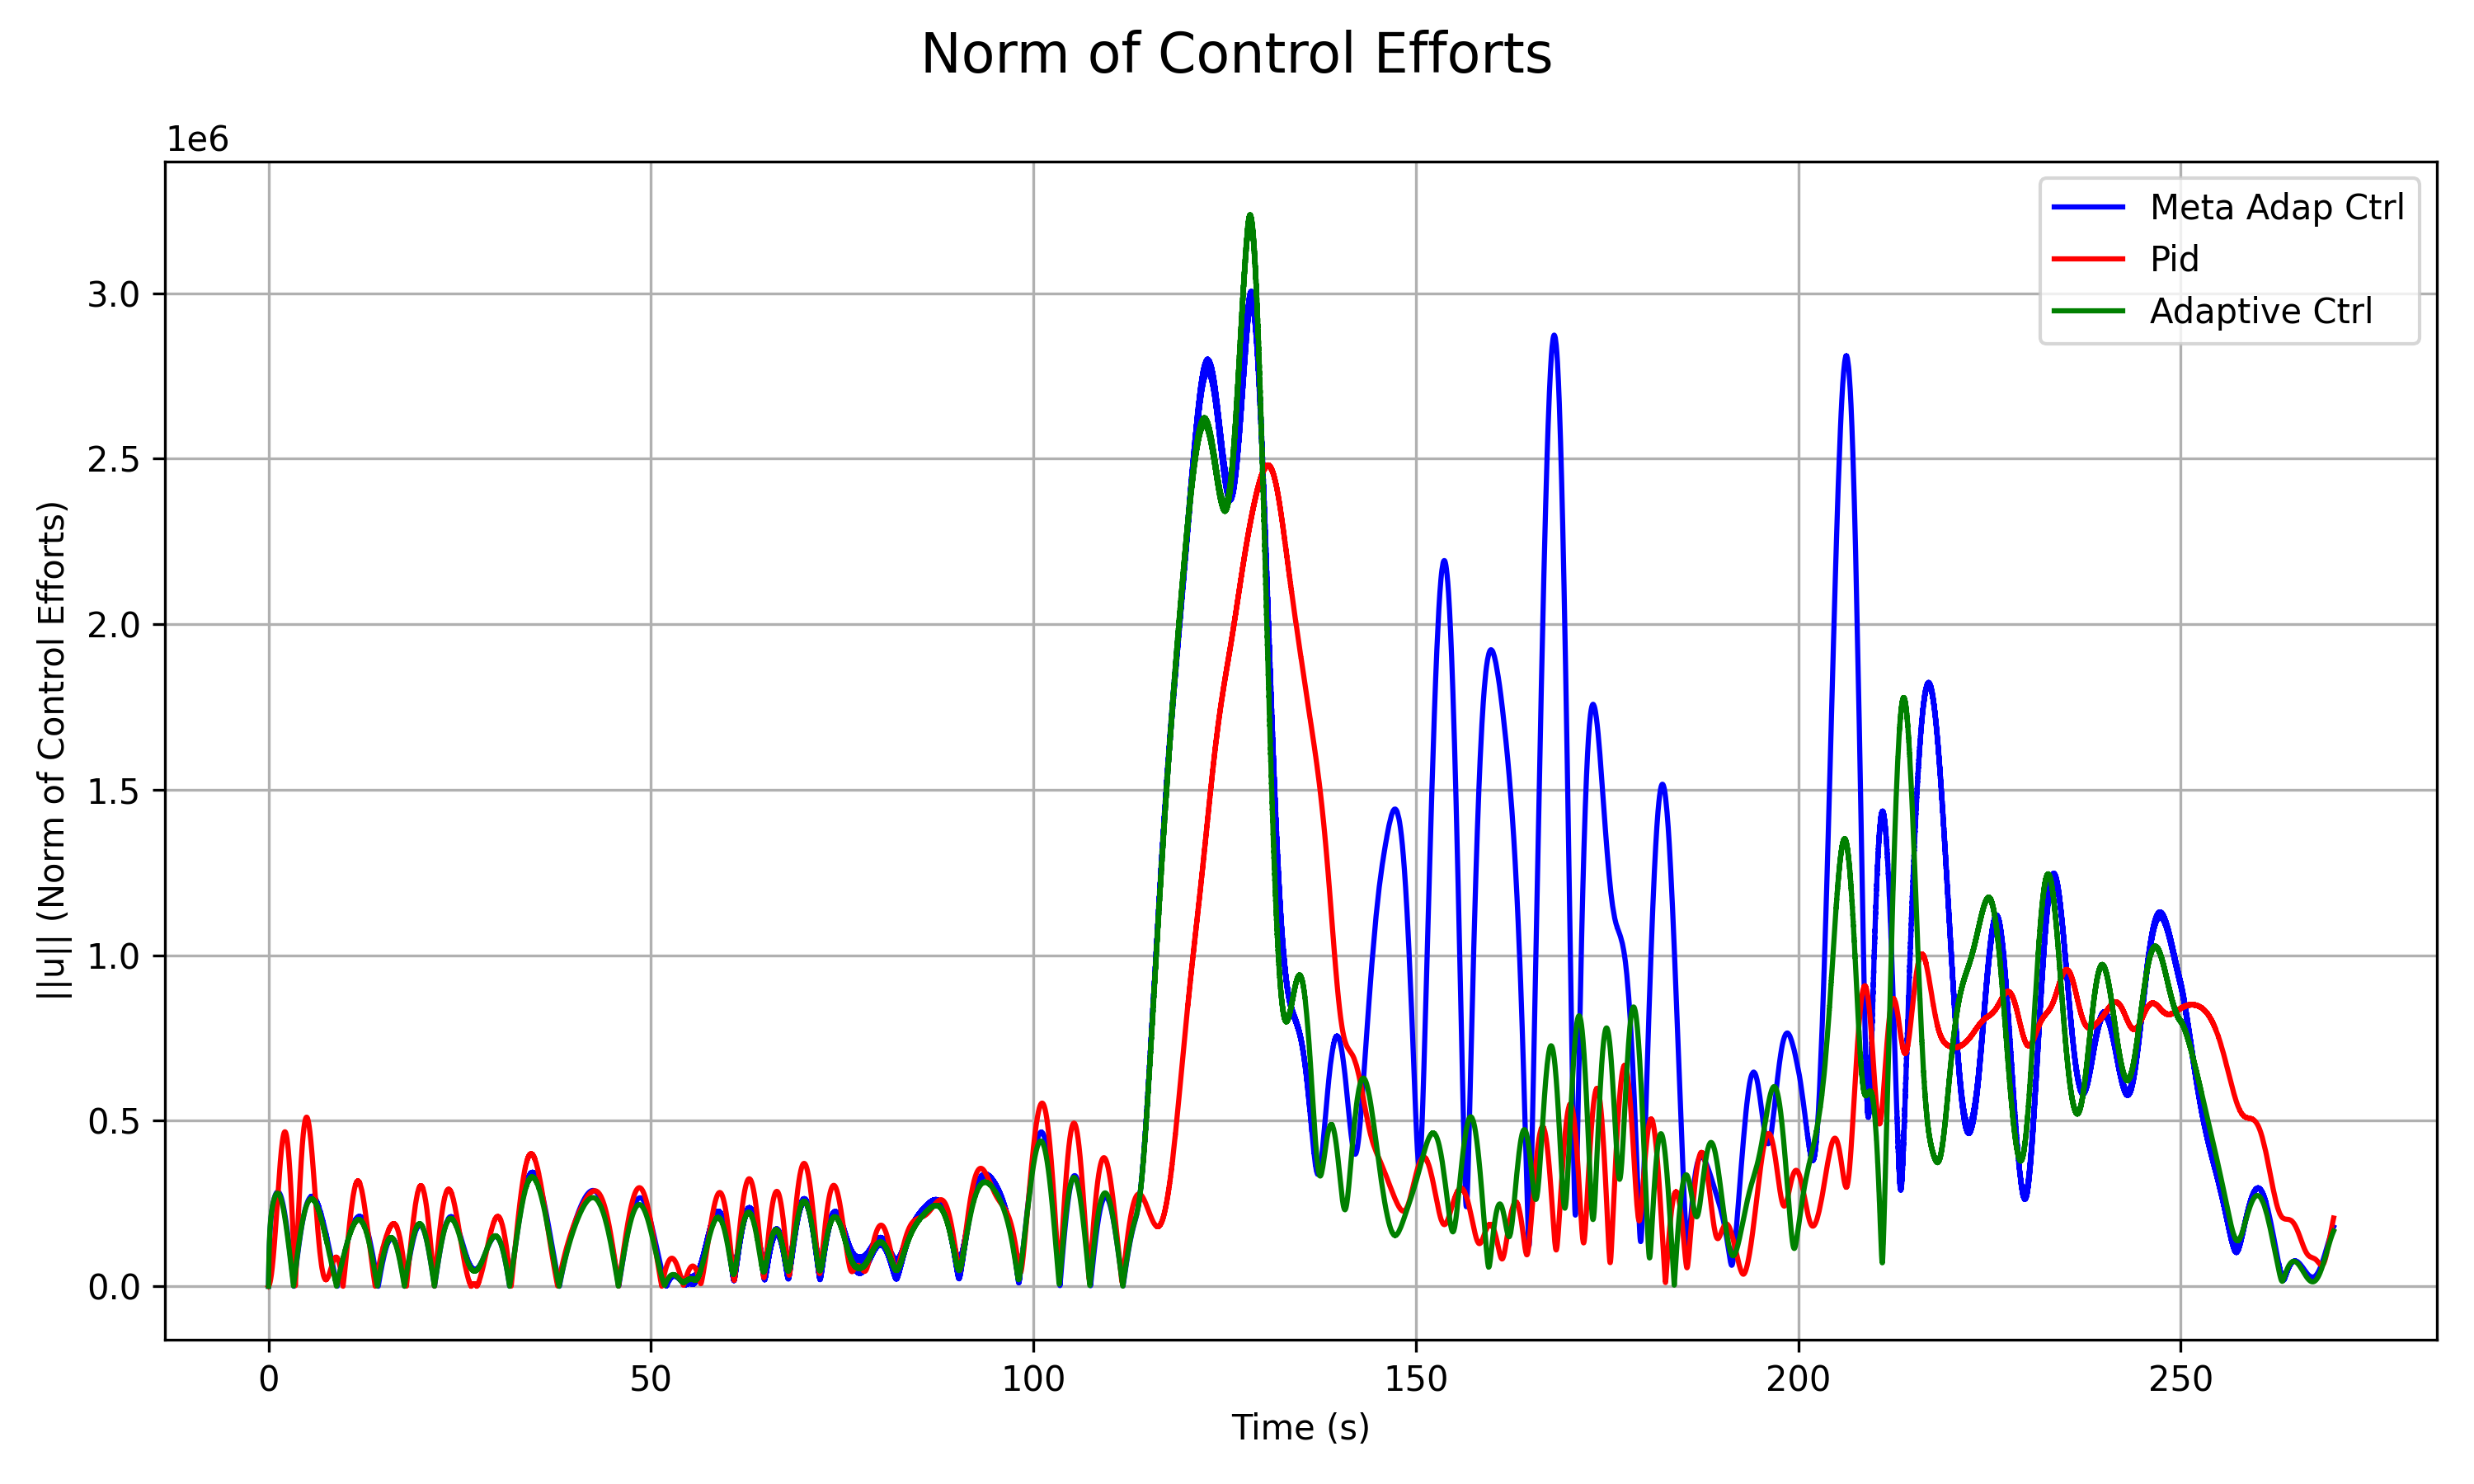 Norm of Control Efforts
1e6
Meta Adap Ctrl
Pid
Adaptive Ctrl
3.0
2.5
2.0
1.5
1.0
0.5
0.0
||u|| (Norm of Control Efforts)
0 50 100 150 200 250
Time (s)